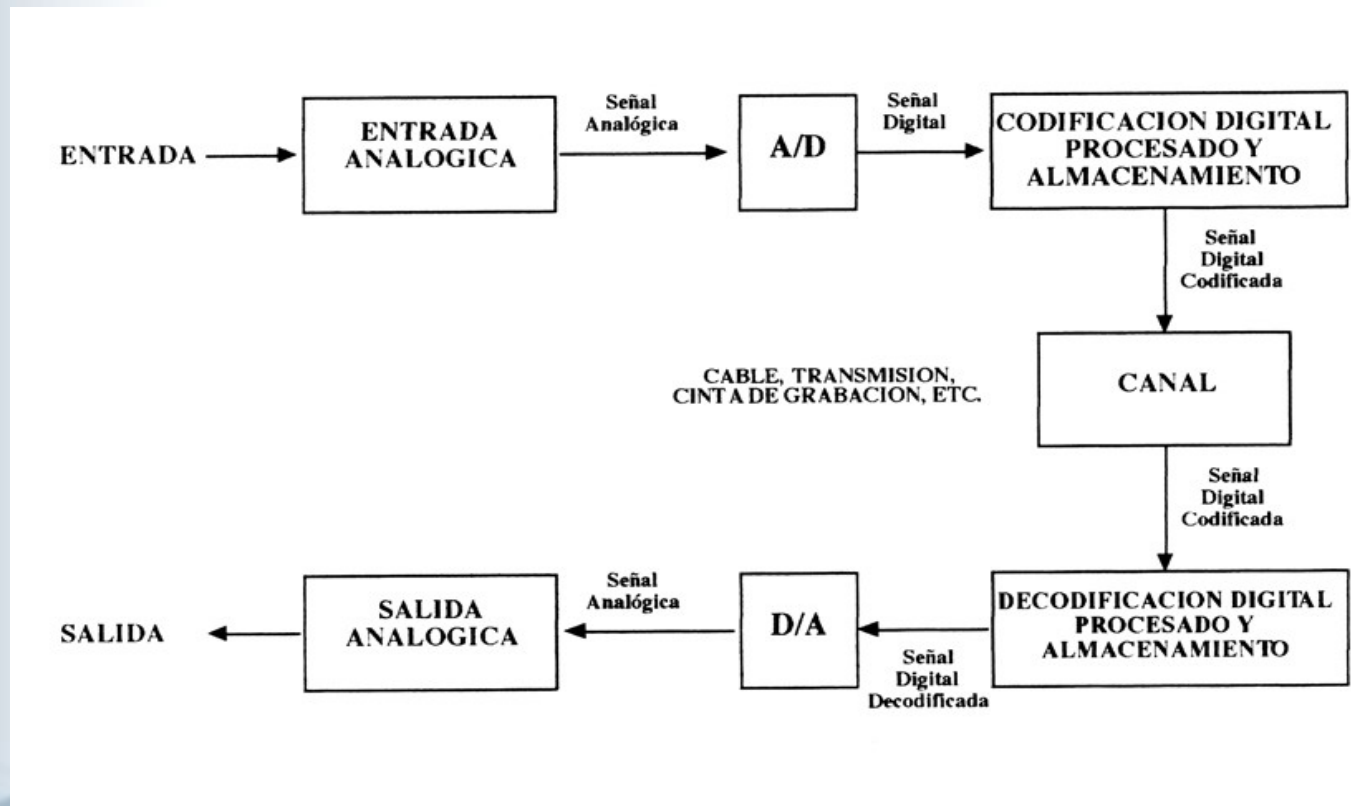 ENTRADA
ENTRADA
ANALOGICA
Señal
Analógica
A/D
Señal
Digital
CODIFICACION DIGITAL
PROCESADO Y
ALMACENAMIENTO
Señal
Digital
Codificada
CABLE, TRANSMISION,
CINTA DE GRABACION, ETC.
CANAL
Señal
Digital
Codificada
DECODIFICACION DIGITAL
PROCESADO Y
ALMACENAMIENTO
Señal
Digital
Decodificada
D/A
Señal
Analógica
SALIDA
ANALOGICA
SALIDA